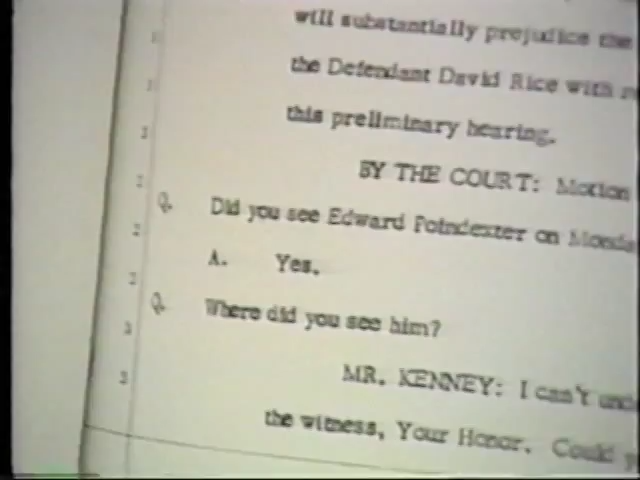 will substantially prejudice the
the Defendant David Rice with
this preliminary hearing.
BY THE COURT: Motion
Q. Did you see Edward Poindexter on
A. Yes.
Q. Where did you see him?
MR. KENNEY: I can't
the witness, Your Honor. Could